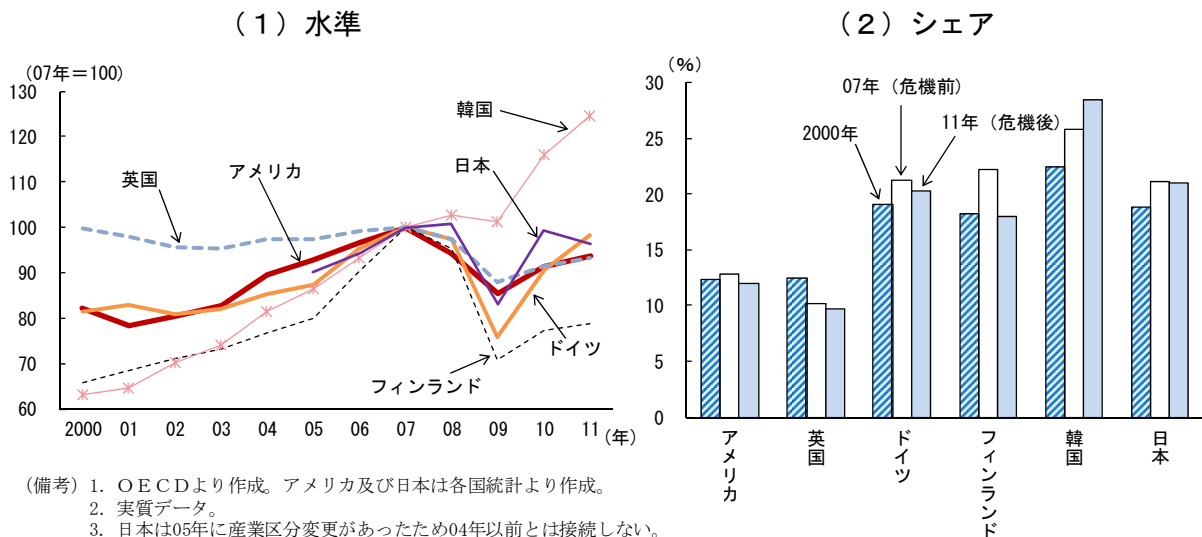 (1)水準
(07年=100)
130
120
110
100
90
80
70
60
英国
アメリカ
韓国
日本
ドイツ
フィンランド
2000 01 02 03 04 05 06 07 08 09 10 11 (年)
(2)シェア
(%)
30
25
20
15
10
5
0
2000年
07年(危機前)
11年(危機後)
アメリカ
英国
ドイツ
フィンランド
韓国
日本
(備考)1.OECDより作成。アメリカ及び日本は各国統計より作成。
2.実質データ。
3.日本は05年に産業区分変更があったため04年以前とは接続しない。